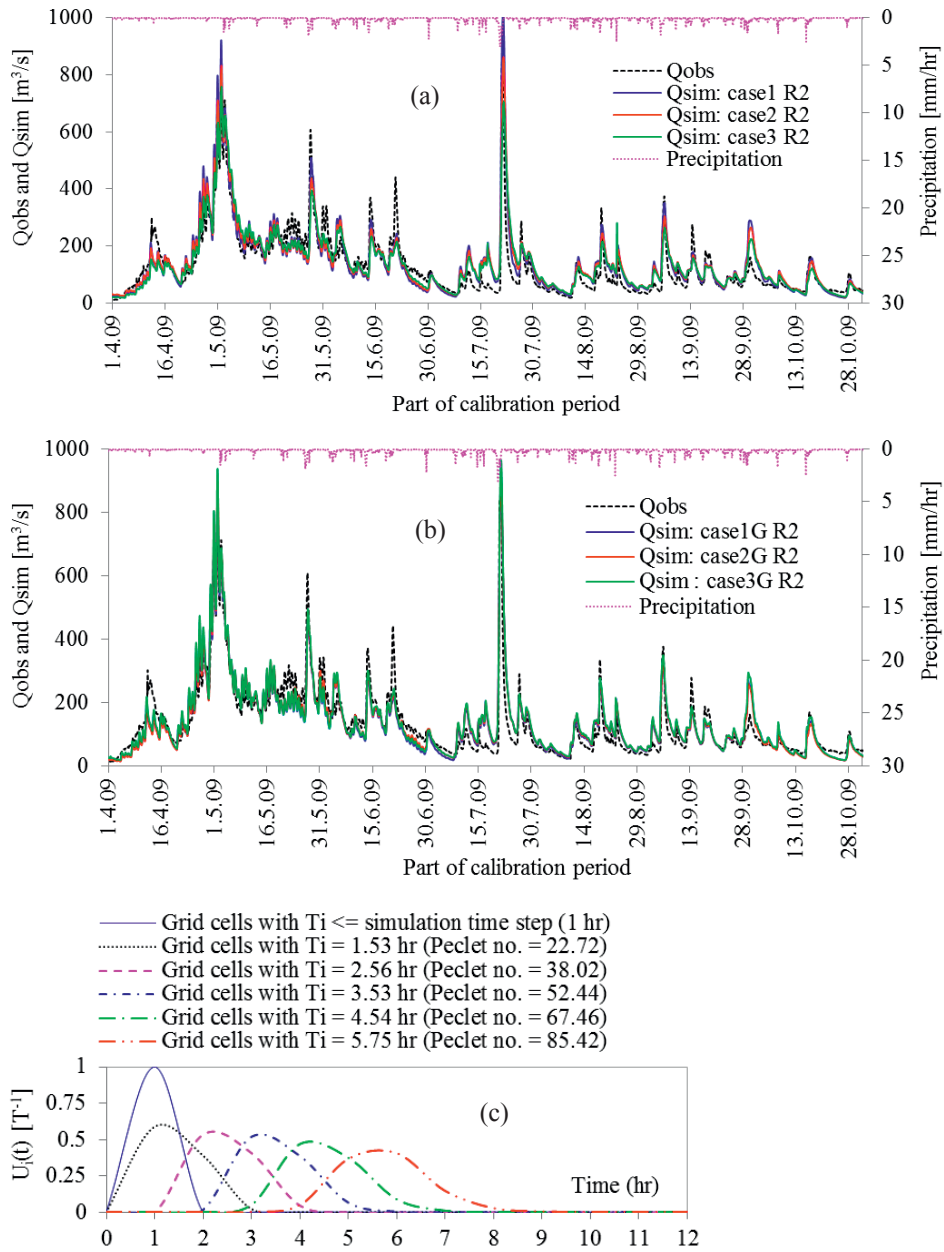 1000
800
600
400
200
0
Qobs and Qsim [m³/s]
(a)
Qobs
Qsim: case1 R2
Qsim: case2 R2
Qsim: case3 R2
Precipitation
0
5
10
15
20
25
30
Precipitation [mm/hr]
1.4.09
16.4.09
1.5.09
16.5.09
31.5.09
15.6.09
30.6.09
15.7.09
30.7.09
14.8.09
29.8.09
13.9.09
28.9.09
13.10.09
28.10.09
Part of calibration period
1000
800
600
400
200
0
Qobs and Qsim [m³/s]
(b)
Qobs
Qsim: case1G R2
Qsim: case2G R2
Qsim : case3G R2
Precipitation
0
5
10
15
20
25
30
Precipitation [mm/hr]
1.4.09
16.4.09
1.5.09
16.5.09
31.5.09
15.6.09
30.6.09
15.7.09
30.7.09
14.8.09
29.8.09
13.9.09
28.9.09
13.10.09
28.10.09
Part of calibration period
Grid cells with Ti <= simulation time step (1 hr)
Grid cells with Ti = 1.53 hr (Peclet no. = 22.72)
Grid cells with Ti = 2.56 hr (Peclet no. = 38.02)
Grid cells with Ti = 3.53 hr (Peclet no. = 52.44)
Grid cells with Ti = 4.54 hr (Peclet no. = 67.46)
Grid cells with Ti = 5.75 hr (Peclet no. = 85.42)
1
0.75
0.5
0.25
0
Uᵢ(t) [T⁻¹]
(c)
Time (hr)
0 1 2 3 4 5 6 7 8 9 10 11 12